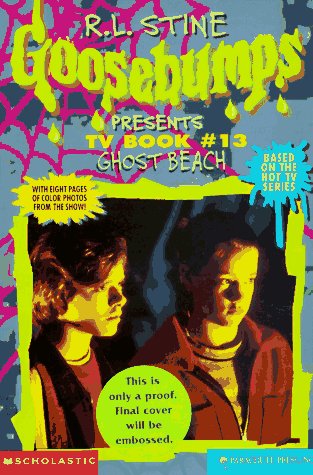 R.L. STINE
Goosebumps
PRESENTS
TV BOOK #13
GHOST BEACH
BASED ON
THE HOT TV
SERIES
WITH EIGHT PAGES
OF COLOR PHOTOS
FROM THE SHOW!
This is
only a proof.
Final cover
will be
embossed.
SCHOLASTIC